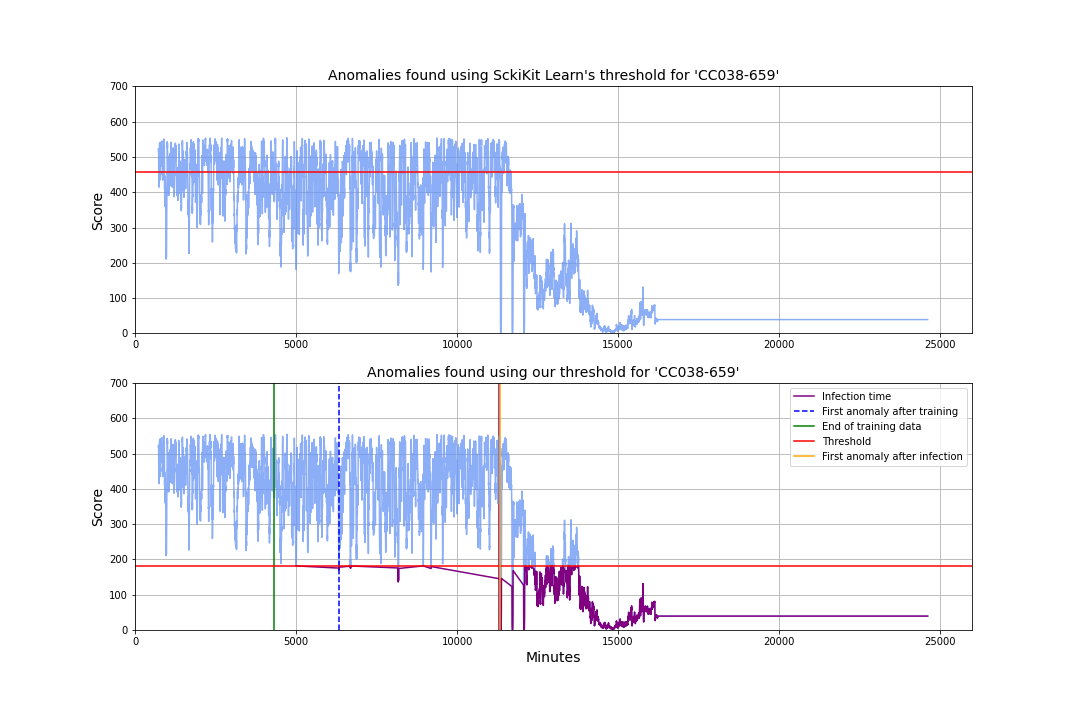 Anomalies found using SckiKit Learn's threshold for 'CC038-659'
700
600
500
400
300
200
100
0
Score
0 5000 10000 15000 20000 25000
Anomalies found using our threshold for 'CC038-659'
700
600
500
400
300
200
100
0
Score
Infection time
First anomaly after training
End of training data
Threshold
First anomaly after infection
0 5000 10000 15000 20000 25000
Minutes